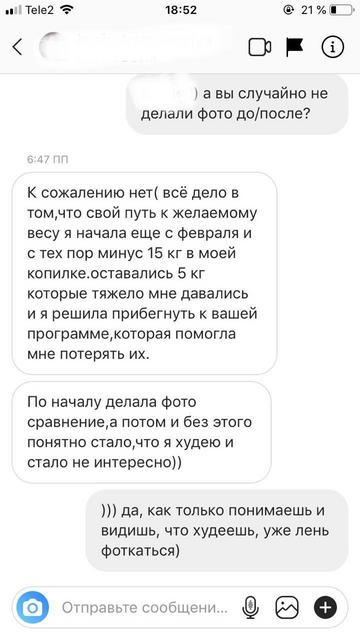 Tele2 18:52 21 %
) а вы случайно не
делали фото до/после?
6:47 ПП
К сожалению нет( всё дело в
том,что свой путь к желаемому
весу я начала еще с февраля и
с тех пор минус 15 кг в моей
копилке.оставались 5 кг
которые тяжело мне давались
и я решила прибегнуть к вашей
программе,которая помогла
мне потерять их.
По началу делала фото
сравнение,а потом и без этого
понятно стало,что я худею и
стало не интересно))
))) да, как только понимаешь и
видишь, что худеешь, уже лень
фоткаться)
Отправьте сообщени...